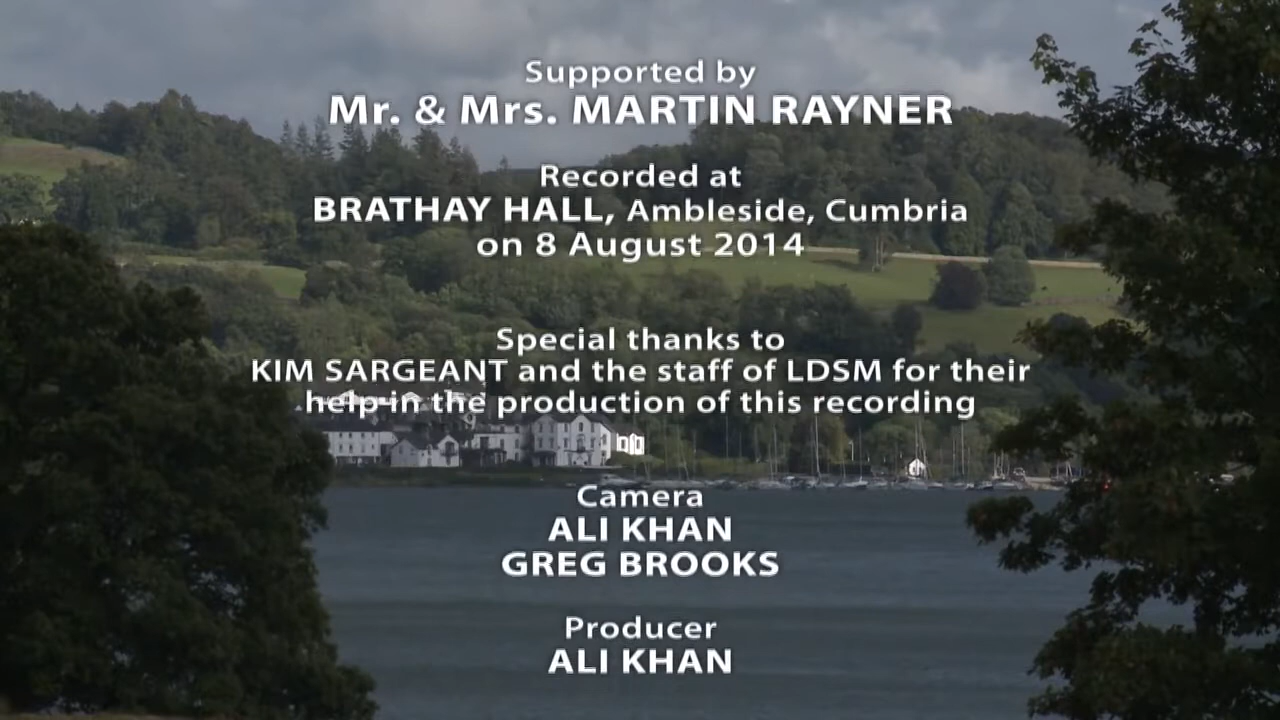 Supported by
Mr. & Mrs. MARTIN RAYNER
Recorded at
BRATHAY HALL, Ambleside, Cumbria
on 8 August 2014
Special thanks to
KIM SARGEANT and the staff of LDSM for their
help in the production of this recording
Camera
ALI KHAN
GREG BROOKS
Producer
ALI KHAN